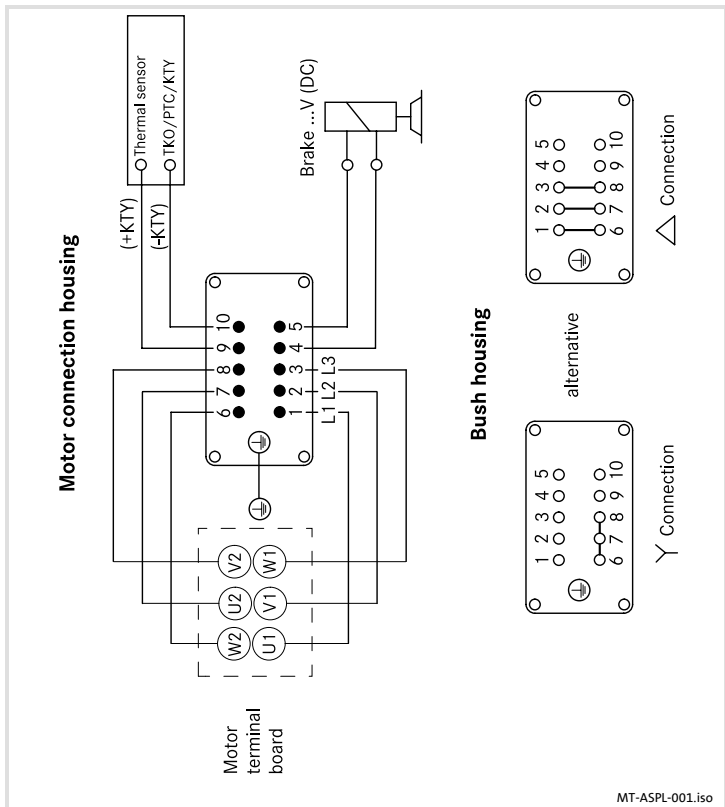 Motor connection housing
Thermal sensor
TKO/PTC/KTY
(+KTY)
(-KTY)
Brake ...V (DC)
6 7 8 9 10
1 2 3 4 5
L1 L2 L3
W2 U2 V2
U1 V1 W1
Motor
terminal
board
Bush housing
1 2 3 4 5
6 7 8 9 10
Y Connection
alternative
1 2 3 4 5
6 7 8 9 10
△ Connection
MT-ASPL-001.iso